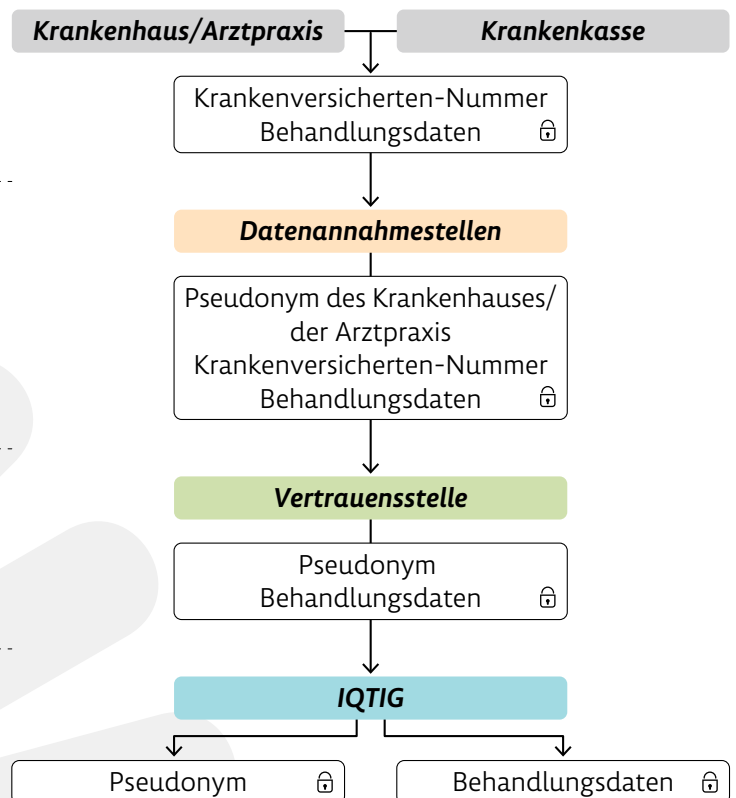 Krankenhaus/Arztpraxis
Krankenkasse
Krankenversicherten-Nummer
Behandlungsdaten
Datenannahmestellen
Pseudonym des Krankenhauses/
der Arztpraxis
Krankenversicherten-Nummer
Behandlungsdaten
Vertrauensstelle
Pseudonym
Behandlungsdaten
IQTIG
Pseudonym
Behandlungsdaten